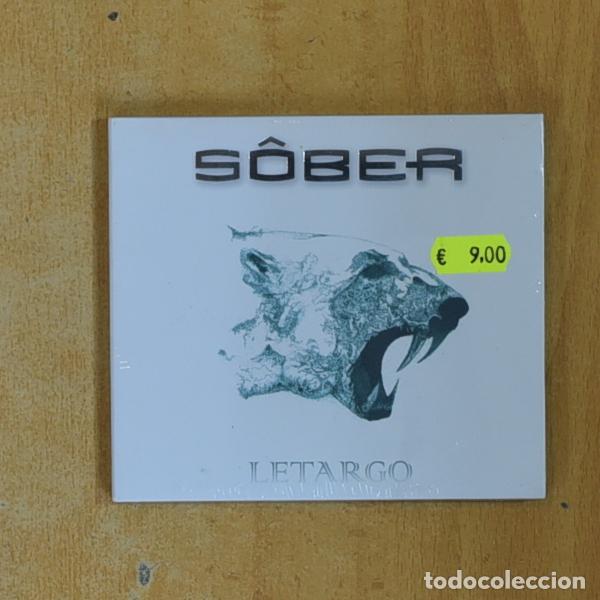 SÔBER
€ 9.00
LETARGO
todocoleccion